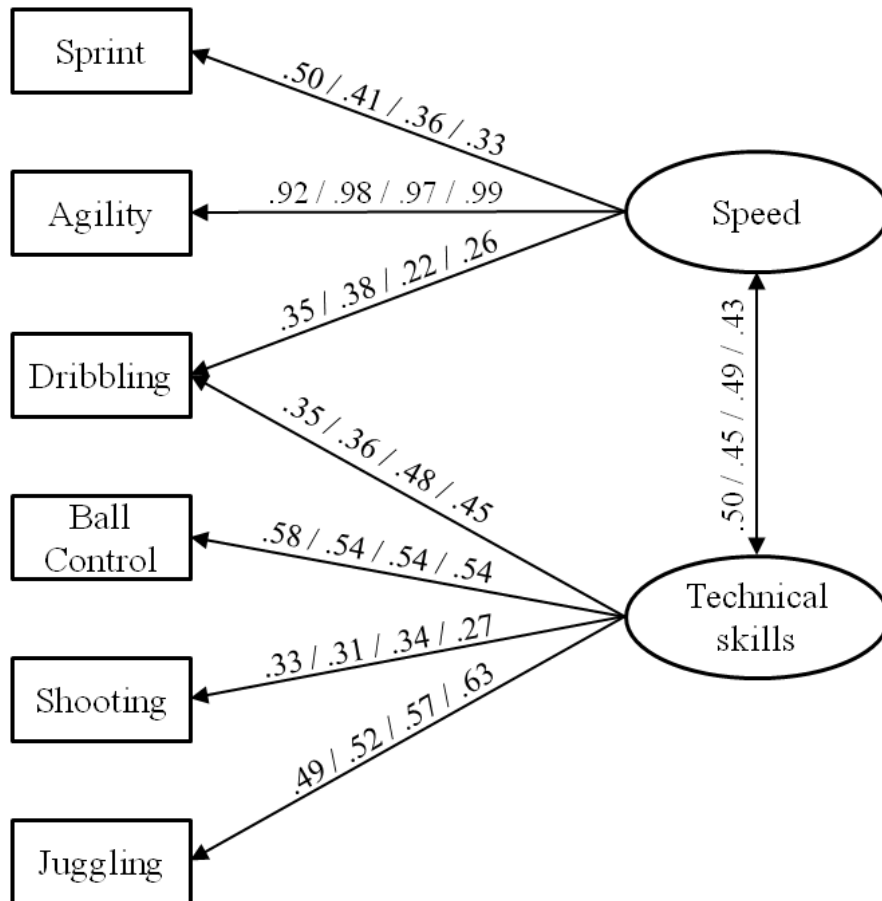 Sprint
.50 / .41 / .36 / .33
Agility
.92 / .98 / .97 / .99
Speed
.35 / .38 / .22 / .26
Dribbling
.50 / .45 / .49 / .43
.35 / .36 / .48 / .45
Ball
Control
.58 / .54 / .54 / .54
Technical
skills
.33 / .31 / .34 / .27
Shooting
.49 / .52 / .57 / .63
Juggling